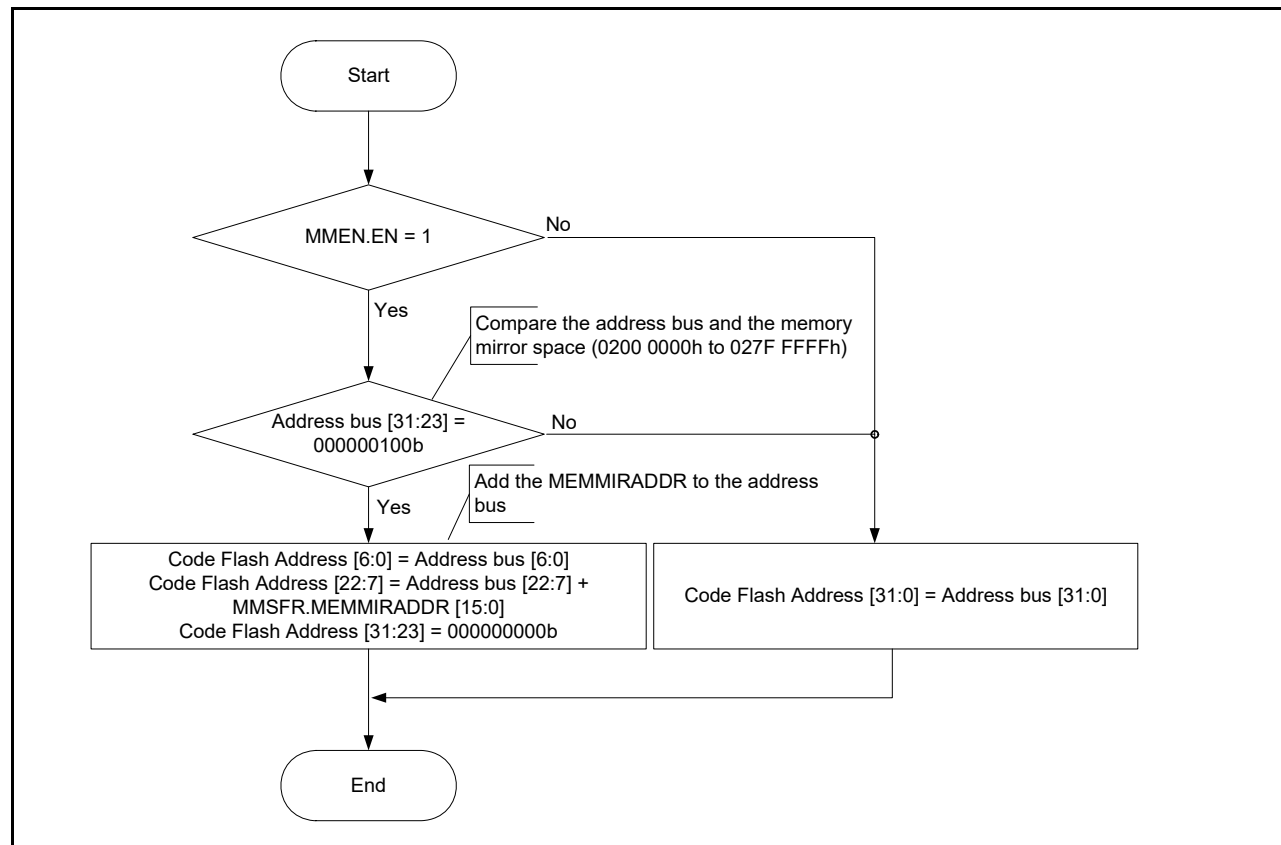 Start
MMEN.EN = 1
No
Yes
Compare the address bus and the memory
mirror space (0200 0000h to 027F FFFFh)
Address bus [31:23] =
000000100b
No
Yes
Add the MEMMIRADDR to the address
bus
Code Flash Address [6:0] = Address bus [6:0]
Code Flash Address [22:7] = Address bus [22:7] +
MMSFR.MEMMIRADDR [15:0]
Code Flash Address [31:23] = 000000000b
Code Flash Address [31:0] = Address bus [31:0]
End